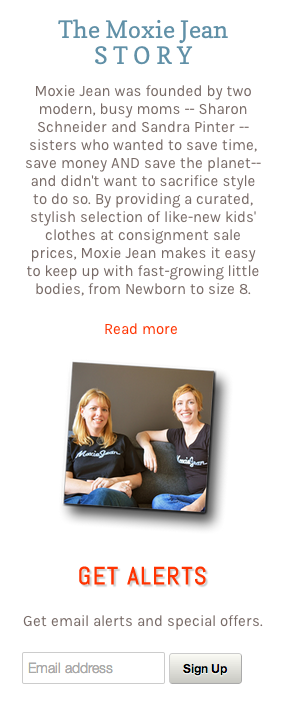 The Moxie Jean
STORY
Moxie Jean was founded by two
modern, busy moms -- Sharon
Schneider and Sandra Pinter --
sisters who wanted to save time,
save money AND save the planet--
and didn't want to sacrifice style
to do so. By providing a curated,
stylish selection of like-new kids'
clothes at consignment sale
prices, Moxie Jean makes it easy
to keep up with fast-growing little
bodies, from Newborn to size 8.
Read more
MoxieJean
MoxieJean
GET ALERTS
Get email alerts and special offers.
Email address
Sign Up